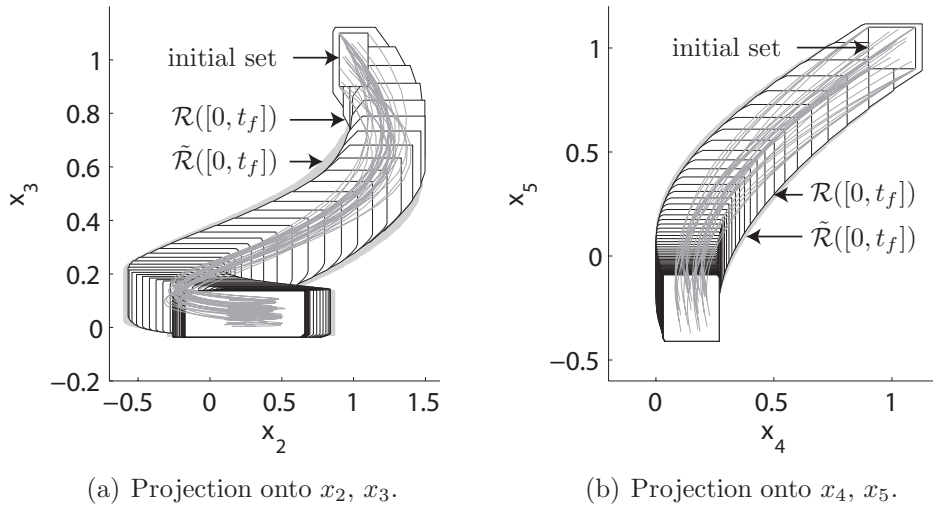 initial set
R([0, t_f])
R̃([0, t_f])
1
0.8
0.6
0.4
0.2
0
−0.2
x_3
−0.5 0 0.5 1 1.5
x_2
(a) Projection onto x_2, x_3.
initial set
R([0, t_f])
R̃([0, t_f])
1
0.5
0
−0.5
x_5
0 0.5 1
x_4
(b) Projection onto x_4, x_5.